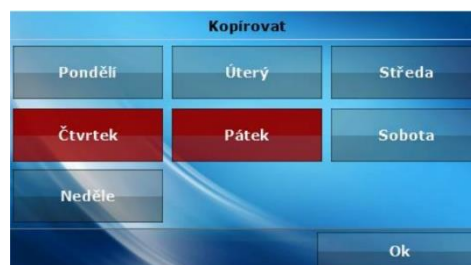 Kopírovat
Pondělí Úterý Středa
Čtvrtek Pátek Sobota
Neděle
Ok